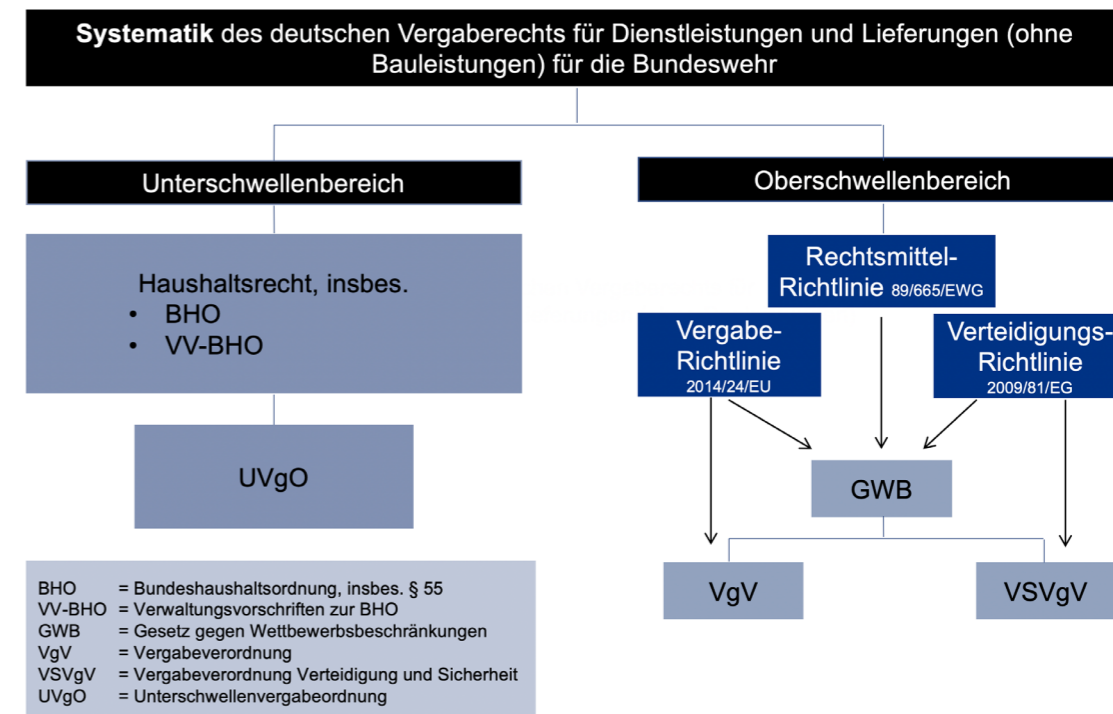 Systematik des deutschen Vergaberechts für Dienstleistungen und Lieferungen (ohne
Bauleistungen) für die Bundeswehr
Unterschwellenbereich
Haushaltsrecht, insbes.
• BHO
• VV-BHO
UVgO
BHO = Bundeshaushaltsordnung, insbes. § 55
VV-BHO = Verwaltungsvorschriften zur BHO
GWB = Gesetz gegen Wettbewerbsbeschränkungen
VgV = Vergabeverordnung
VSVgV = Vergabeverordnung Verteidigung und Sicherheit
UVgO = Unterschwellenvergabeordnung
Oberschwellenbereich
Rechtsmittel-
Richtlinie 89/665/EWG
Vergabe-
Richtlinie
2014/24/EU
Verteidigungs-
Richtlinie
2009/81/EG
GWB
VgV
VSVgV